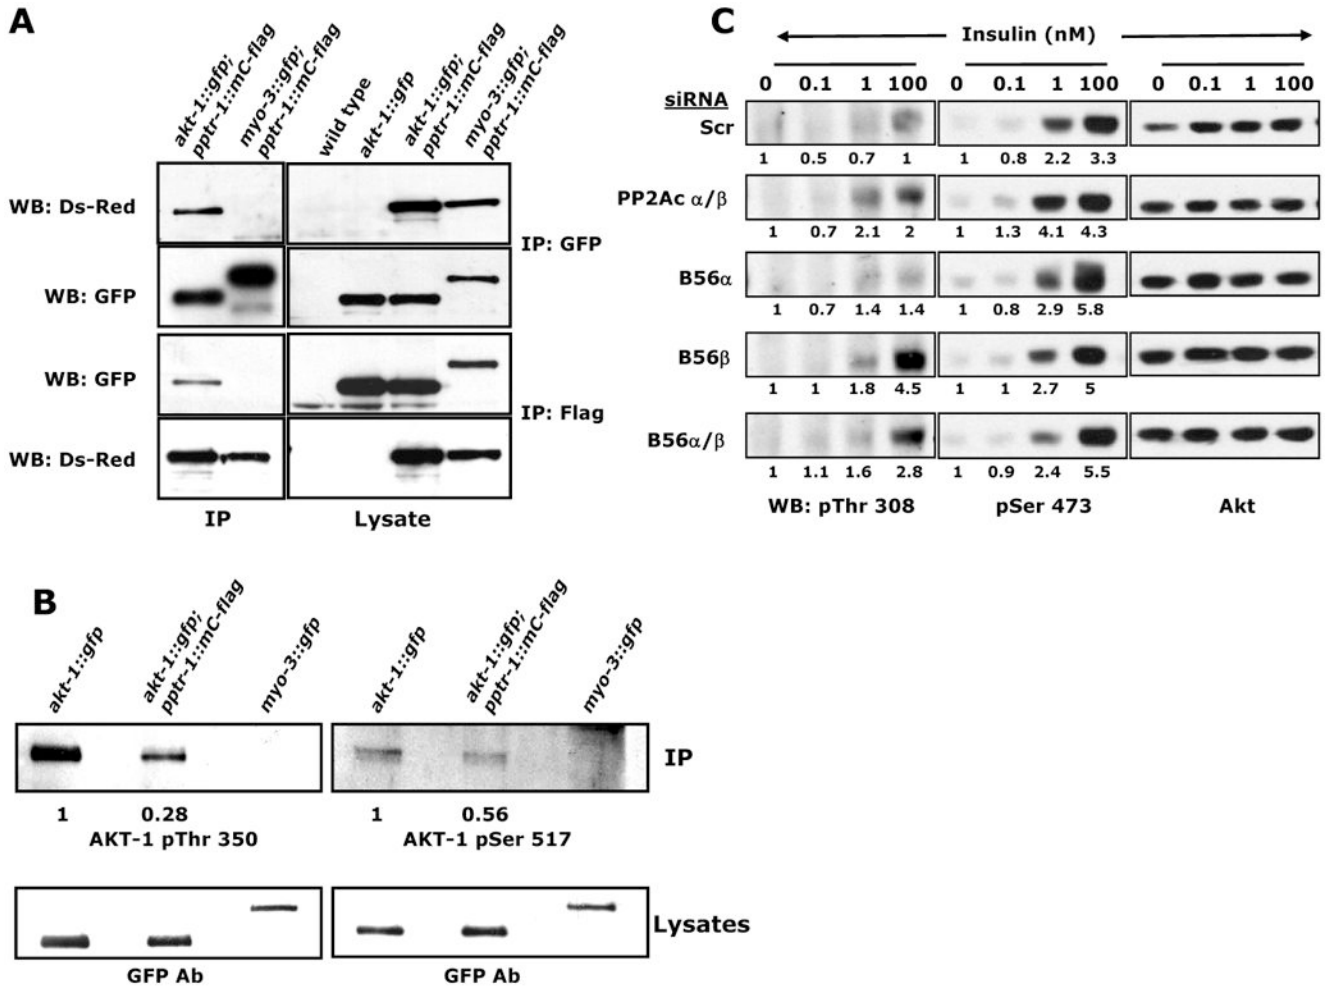 A
akt-1::gfp;
pptr-1::mC-flag
myo-3::gfp;
pptr-1::mC-flag
wild type
akt-1::gfp
akt-1::gfp;
pptr-1::mC-flag
myo-3::gfp;
pptr-1::mC-flag
WB: Ds-Red
WB: GFP
IP: GFP
WB: GFP
WB: Ds-Red
IP: Flag
IP Lysate
B
akt-1::gfp
akt-1::gfp;
pptr-1::mC-flag
myo-3::gfp
akt-1::gfp
akt-1::gfp;
pptr-1::mC-flag
myo-3::gfp
IP
1 0.28 1 0.56
AKT-1 pThr 350 AKT-1 pSer 517
Lysates
GFP Ab GFP Ab
C
Insulin (nM)
0 0.1 1 100 0 0.1 1 100 0 0.1 1 100
siRNA
Scr
1 0.5 0.7 1 1 0.8 2.2 3.3
PP2Ac α/β
1 0.7 2.1 2 1 1.3 4.1 4.3
B56α
1 0.7 1.4 1.4 1 0.8 2.9 5.8
B56β
1 1 1.8 4.5 1 1 2.7 5
B56α/β
1 1.1 1.6 2.8 1 0.9 2.4 5.5
WB: pThr 308 pSer 473 Akt